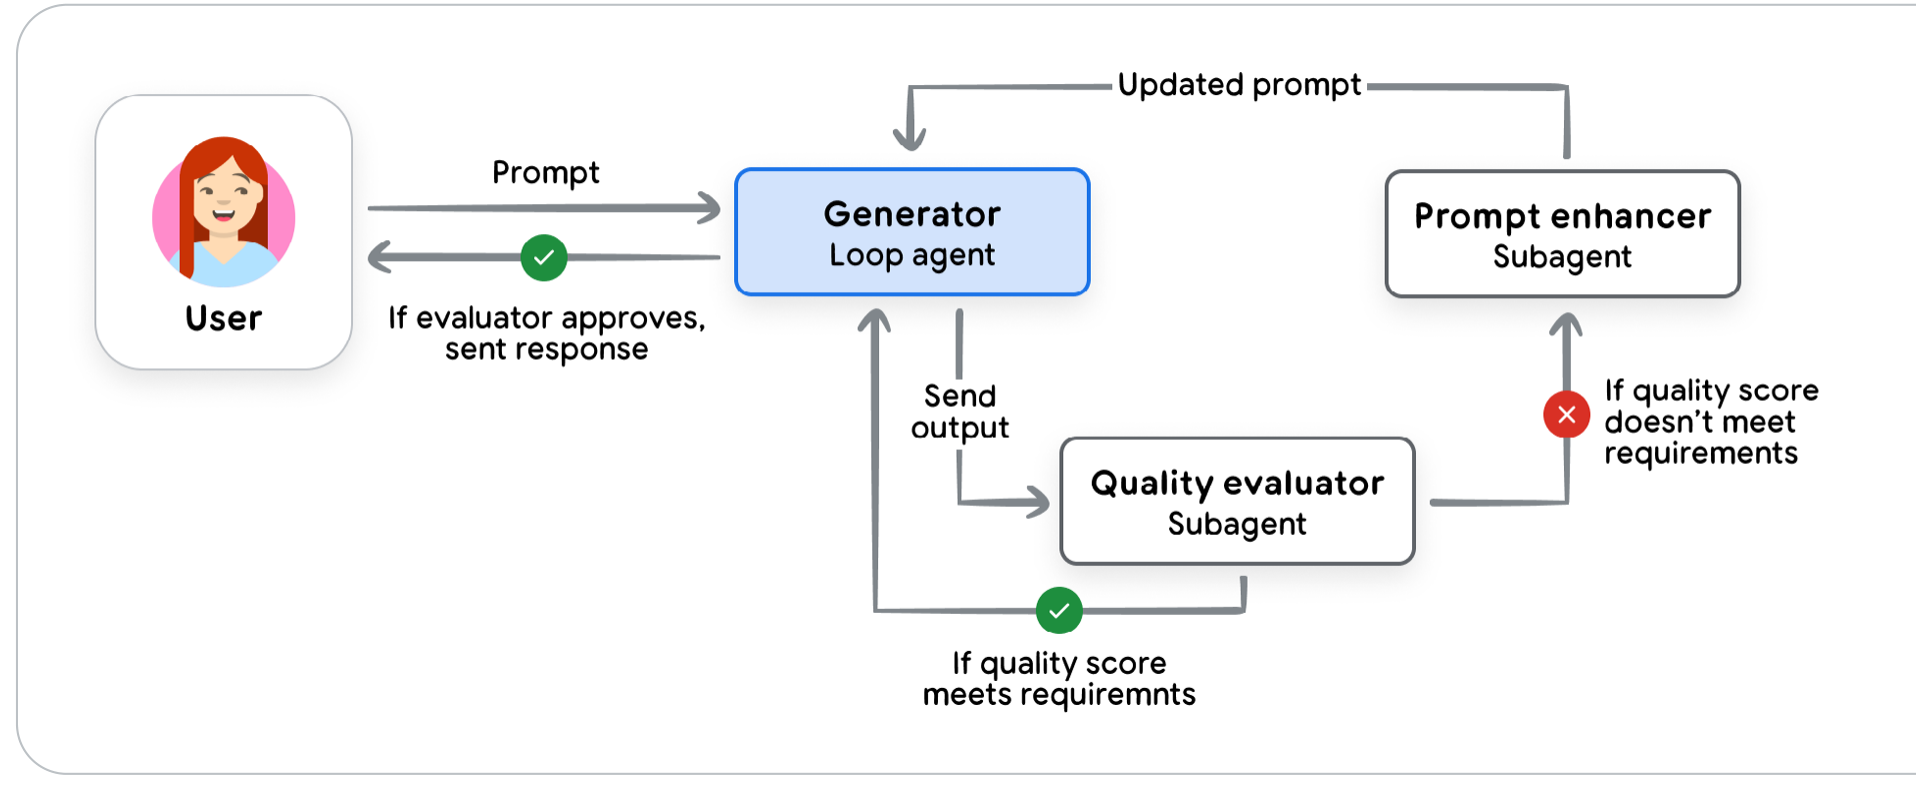 Updated prompt
Prompt
Generator
Loop agent
Prompt enhancer
Subagent
User
If evaluator approves,
sent response
Send
output
If quality score
doesn't meet
requirements
Quality evaluator
Subagent
If quality score
meets requiremnts